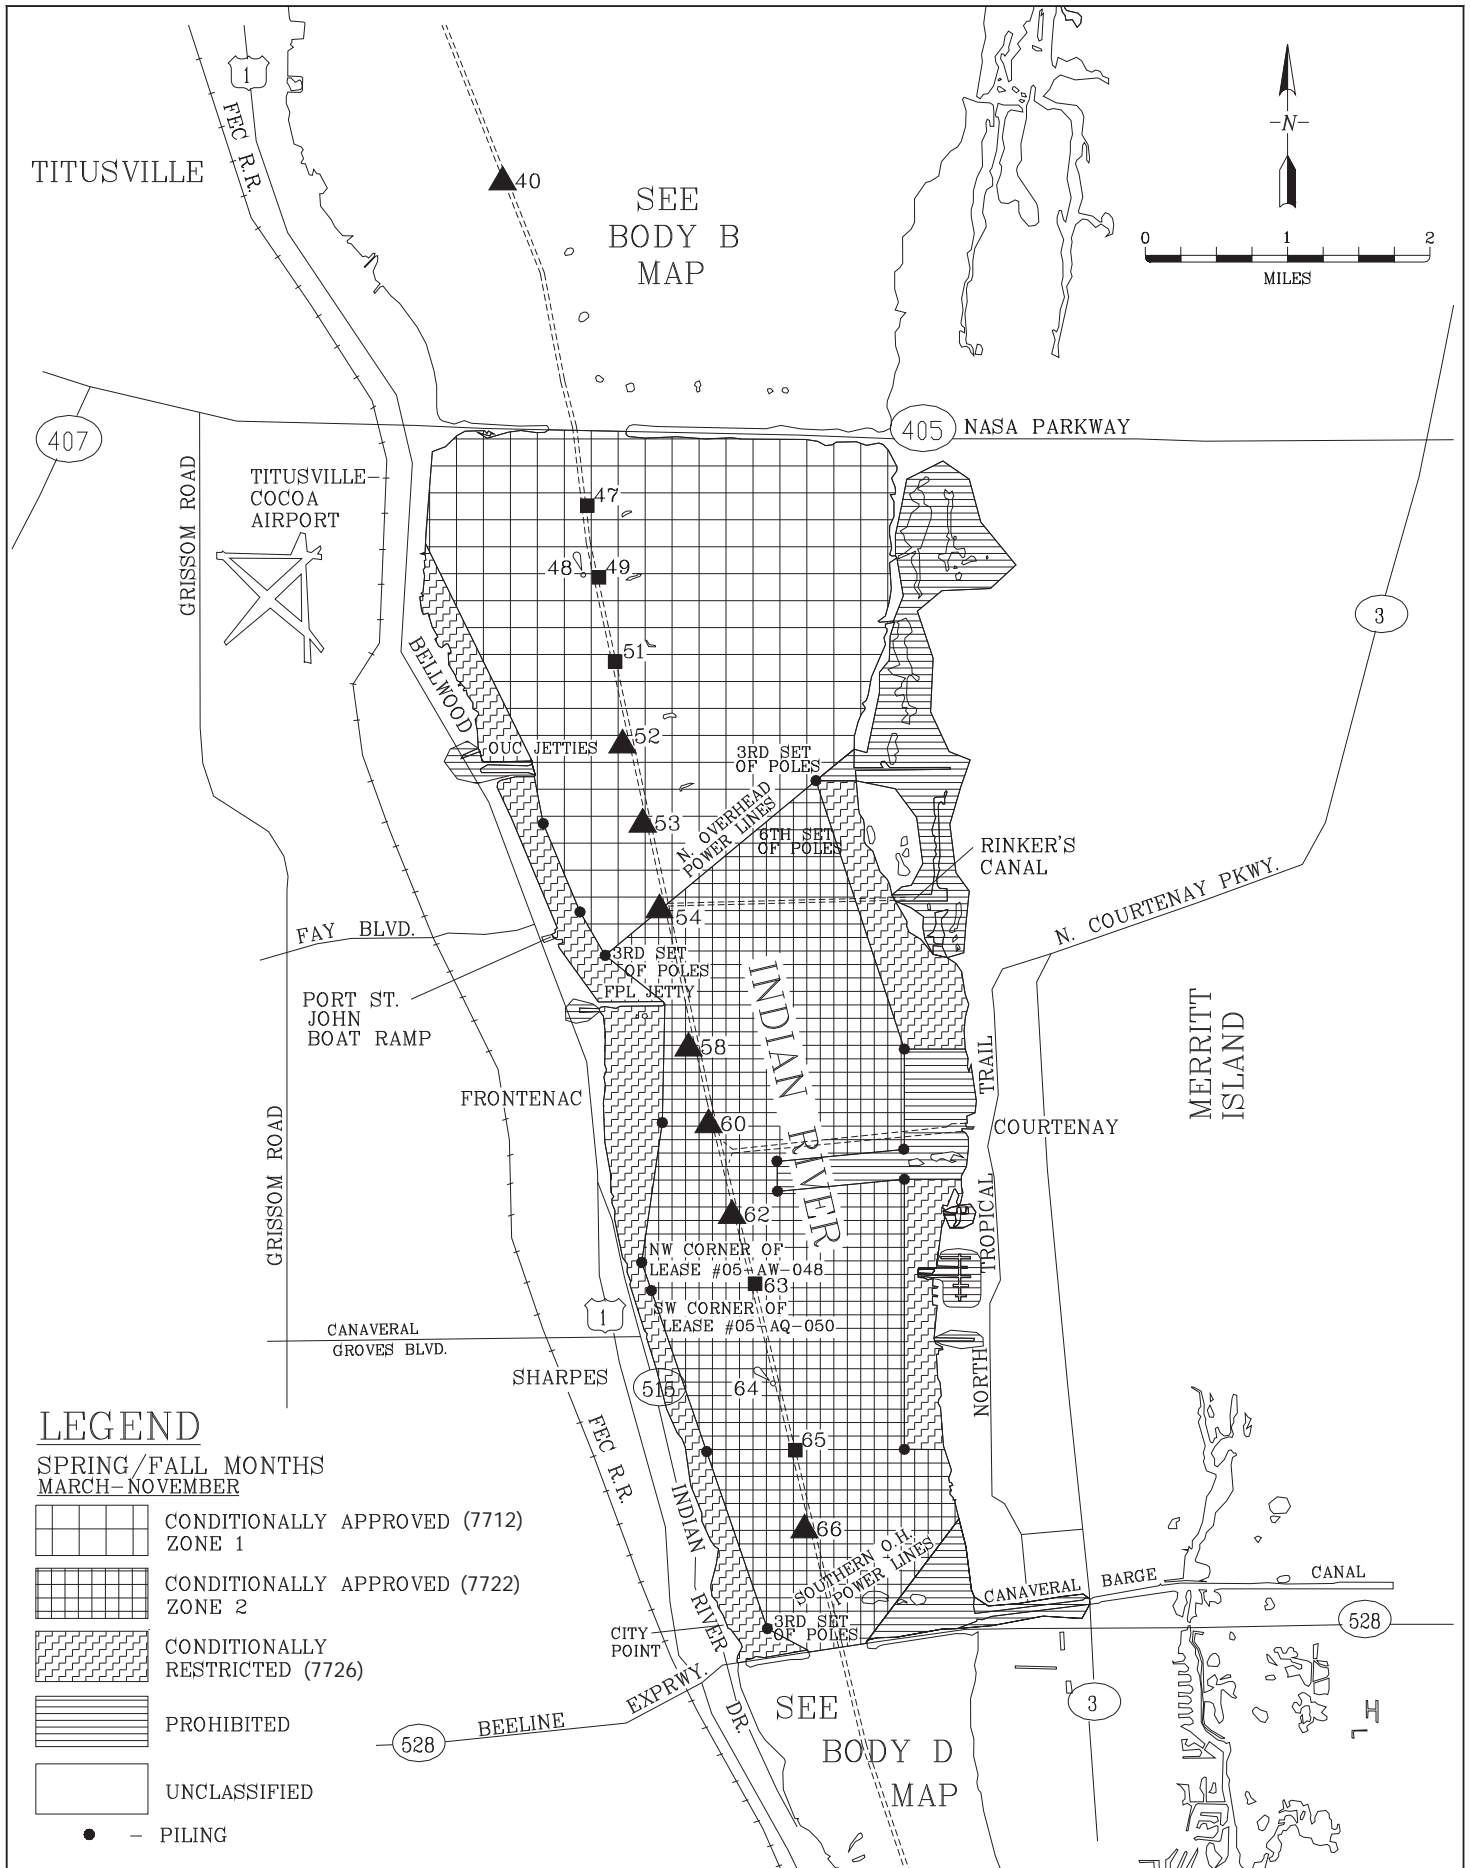 1
FEC R.R.
TITUSVILLE
40
SEE
BODY B
MAP
-N-
0 1 2
MILES
407
405
NASA PARKWAY
GRISSOM ROAD
TITUSVILLE-
COCOA
AIRPORT
47
48
49
3
51
BELLWOOD
52
OUC JETTIES
3RD SET
OF POLES
53
N. OVERHEAD
POWER LINES
6TH SET
OF POLES
RINKER'S
CANAL
54
N. COURTENAY PKWY.
FAY BLVD.
3RD SET
OF POLES
FPL JETTY
PORT ST.
JOHN
BOAT RAMP
INDIAN RIVER
MERRITT
ISLAND
58
FRONTENAC
60
COURTENAY
NORTH TROPICAL TRAIL
GRISSOM ROAD
62
NW CORNER OF
LEASE #05-AW-048
63
SW CORNER OF
LEASE #05-AQ-050
1
CANAVERAL
GROVES BLVD.
SHARPES
515
64
FEC R.R.
65
INDIAN RIVER DR.
66
SOUTHERN O.H.
POWER LINES
3RD SET
OF POLES
CANAVERAL BARGE CANAL
528
CITY
POINT
BEELINE EXPRWY.
528
3
SEE
BODY D
MAP
LEGEND
SPRING/FALL MONTHS
MARCH-NOVEMBER
CONDITIONALLY APPROVED (7712)
ZONE 1
CONDITIONALLY APPROVED (7722)
ZONE 2
CONDITIONALLY
RESTRICTED (7726)
PROHIBITED
UNCLASSIFIED
- PILING